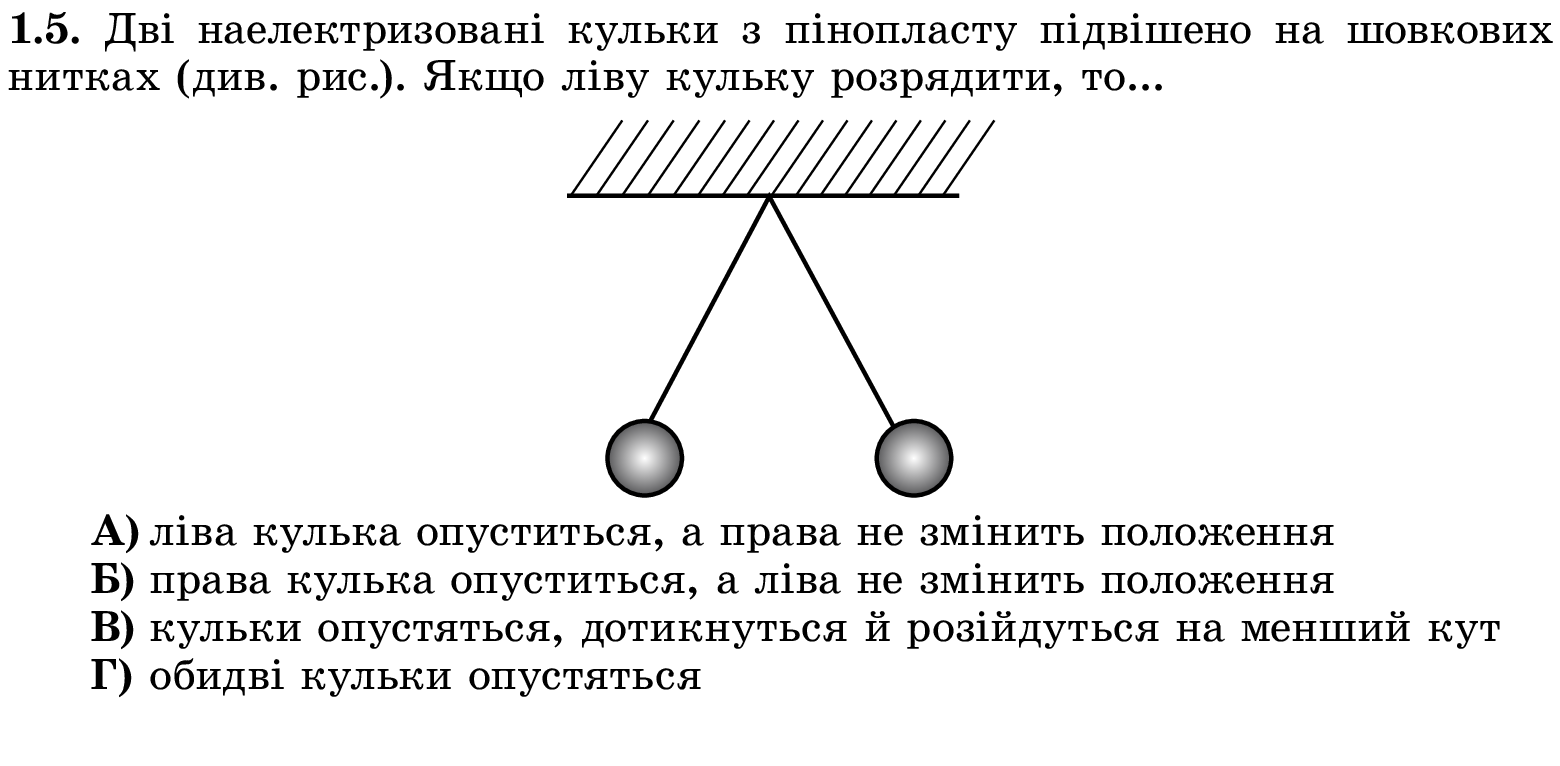 1.5. Дві наелектризовані кульки з пінопласту підвішено на шовкових
нитках (див. рис.). Якщо ліву кульку розрядити, то...
А) ліва кулька опуститься, а права не змінить положення
Б) права кулька опуститься, а ліва не змінить положення
В) кульки опустяться, дотикнуться й розійдуться на менший кут
Г) обидві кульки опустяться